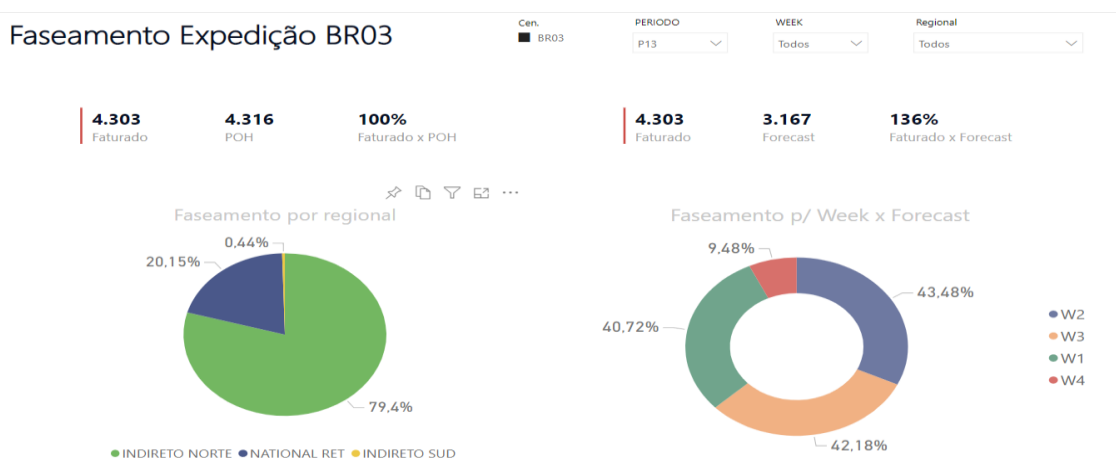 Faseamento Expedição BR03
Cen.
BR03
PERIODO
P13
WEEK
Todos
Regional
Todos
4.303
Faturado
4.316
POH
100%
Faturado x POH
4.303
Faturado
3.167
Forecast
136%
Faturado x Forecast
Faseamento por regional
0,44%
20,15%
79,4%
INDIRETO NORTE NATIONAL RET INDIRETO SUD
Faseamento p/ Week x Forecast
9,48%
43,48%
40,72%
42,18%
W2
W3
W1
W4